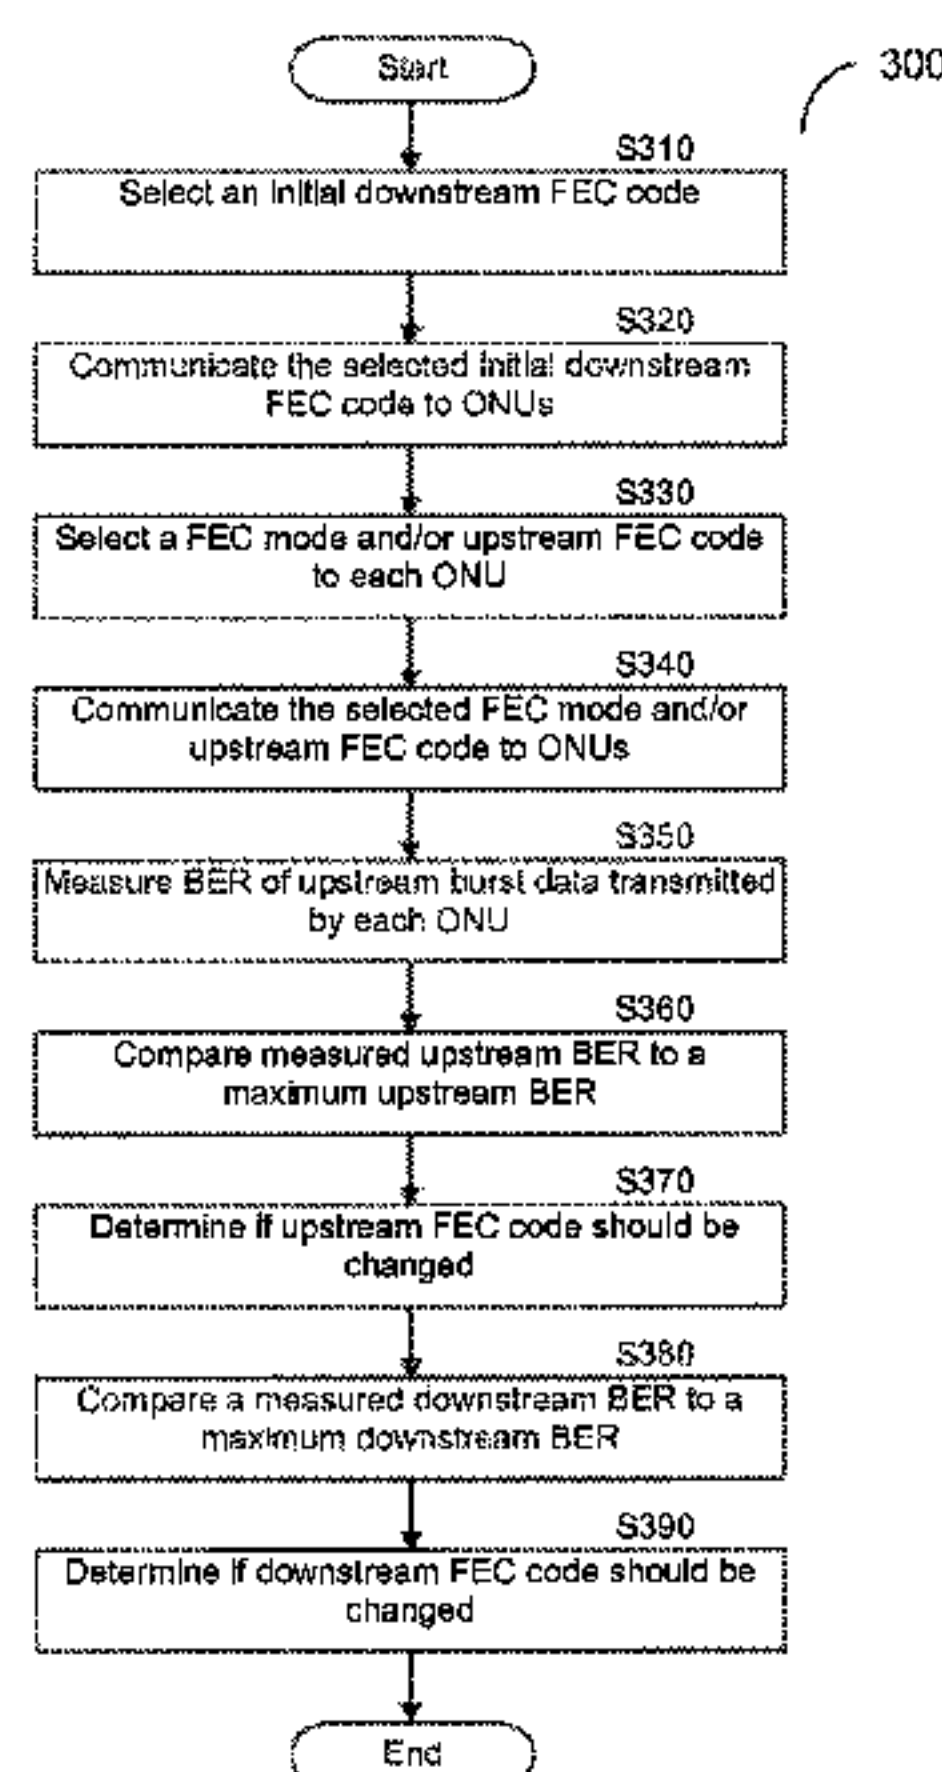 Start
300
S310
Select an initial downstream FEC code
S320
Communicate the selected initial downstream
FEC code to ONUs
S330
Select a FEC mode and/or upstream FEC code
to each ONU
S340
Communicate the selected FEC mode and/or
upstream FEC code to ONUs
S350
Measure BER of upstream burst data transmitted
by each ONU
S360
Compare measured upstream BER to a
maximum upstream BER
S370
Determine if upstream FEC code should be
changed
S380
Compare a measured downstream BER to a
maximum downstream BER
S390
Determine if downstream FEC code should be
changed
End